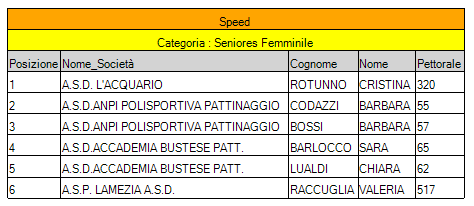 Speed
Categoria : Seniores Femminile
Posizione Nome_Società Cognome Nome Pettorale
1 A.S.D. L'ACQUARIO ROTUNNO CRISTINA 320
2 A.S.D.ANPI POLISPORTIVA PATTINAGGIO CODAZZI BARBARA 55
3 A.S.D.ANPI POLISPORTIVA PATTINAGGIO BOSSI BARBARA 57
4 A.S.D.ACCADEMIA BUSTESE PATT. BARLOCCO SARA 65
5 A.S.D.ACCADEMIA BUSTESE PATT. LUALDI CHIARA 62
6 A.S.P. LAMEZIA A.S.D. RACCUGLIA VALERIA 517